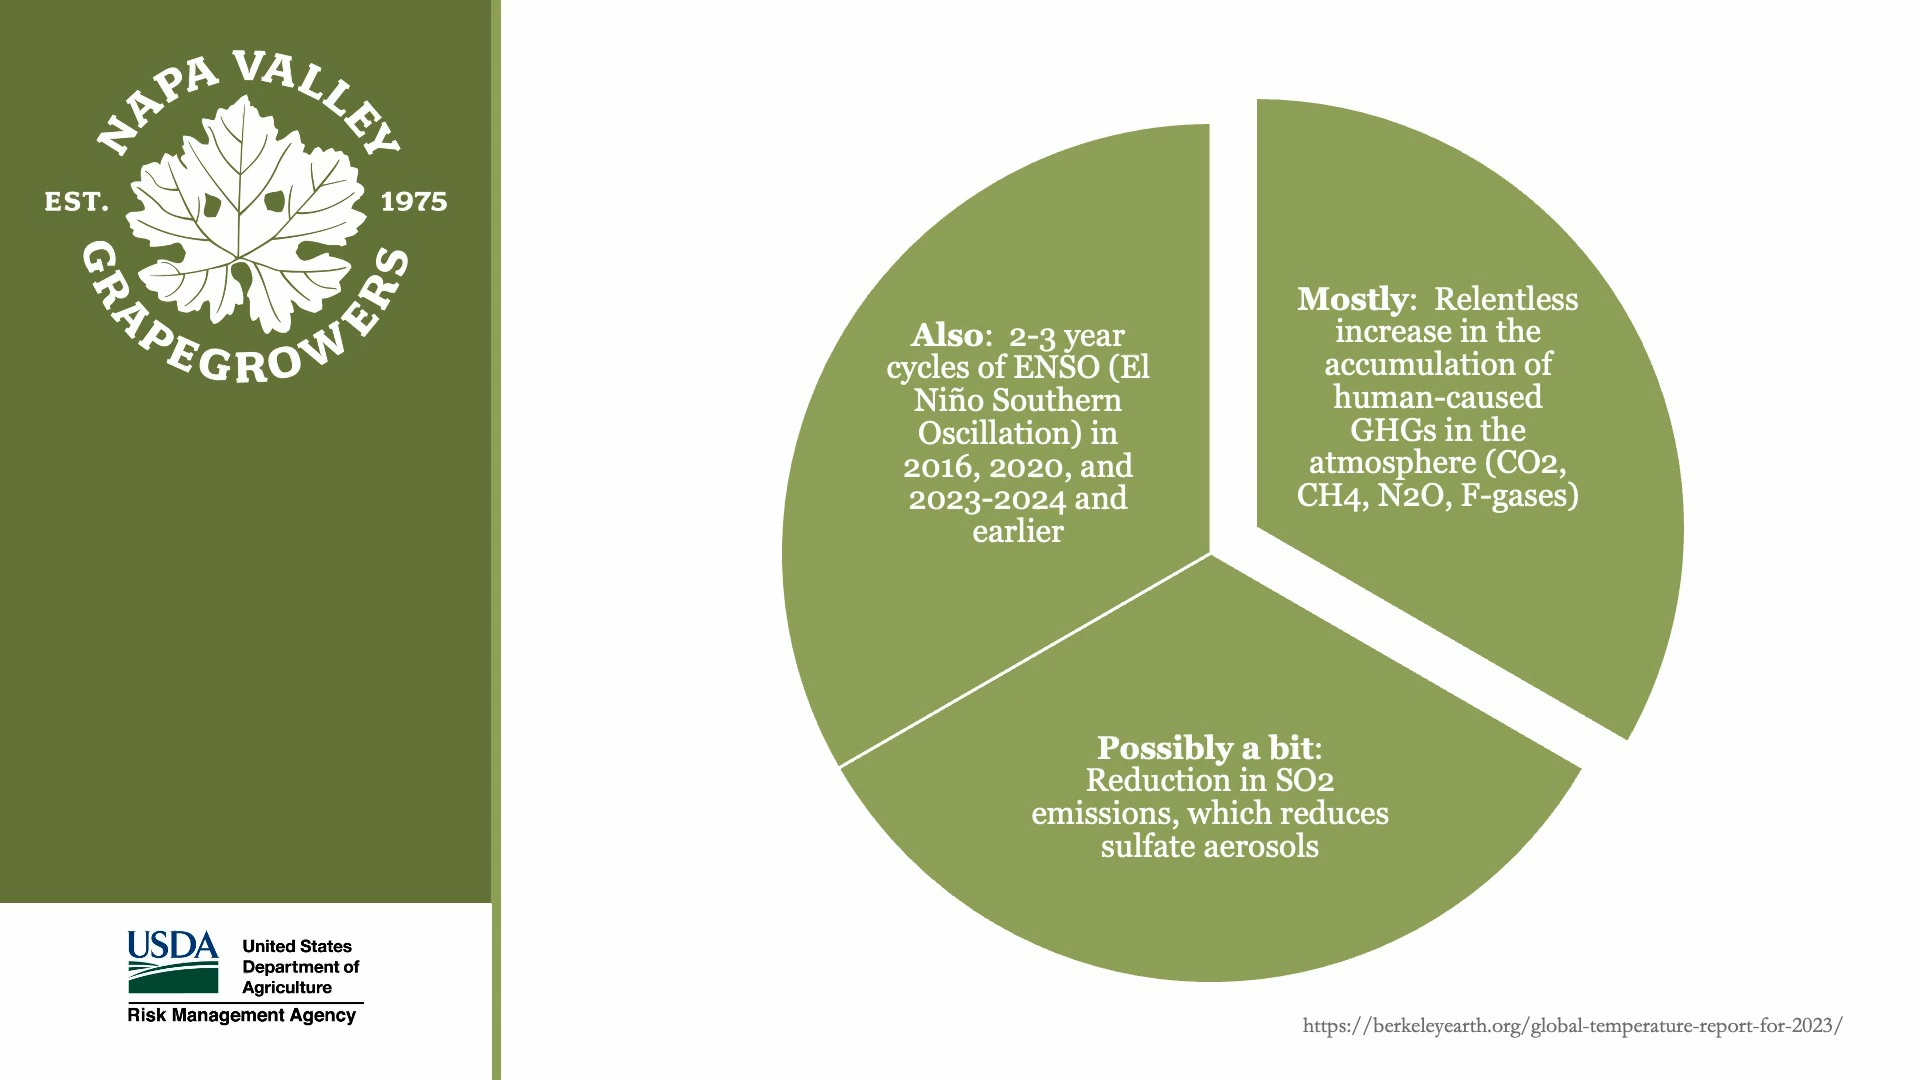 NAPA VALLEY
EST. 1975
GRAPEGROWERS
Also: 2-3 year
cycles of ENSO (El
Niño Southern
Oscillation) in
2016, 2020, and
2023-2024 and
earlier
Mostly: Relentless
increase in the
accumulation of
human-caused
GHGs in the
atmosphere (CO2,
CH4, N2O, F-gases)
Possibly a bit:
Reduction in SO2
emissions, which reduces
sulfate aerosols
USDA
United States
Department of
Agriculture
Risk Management Agency
https://berkeleyearth.org/global-temperature-report-for-2023/